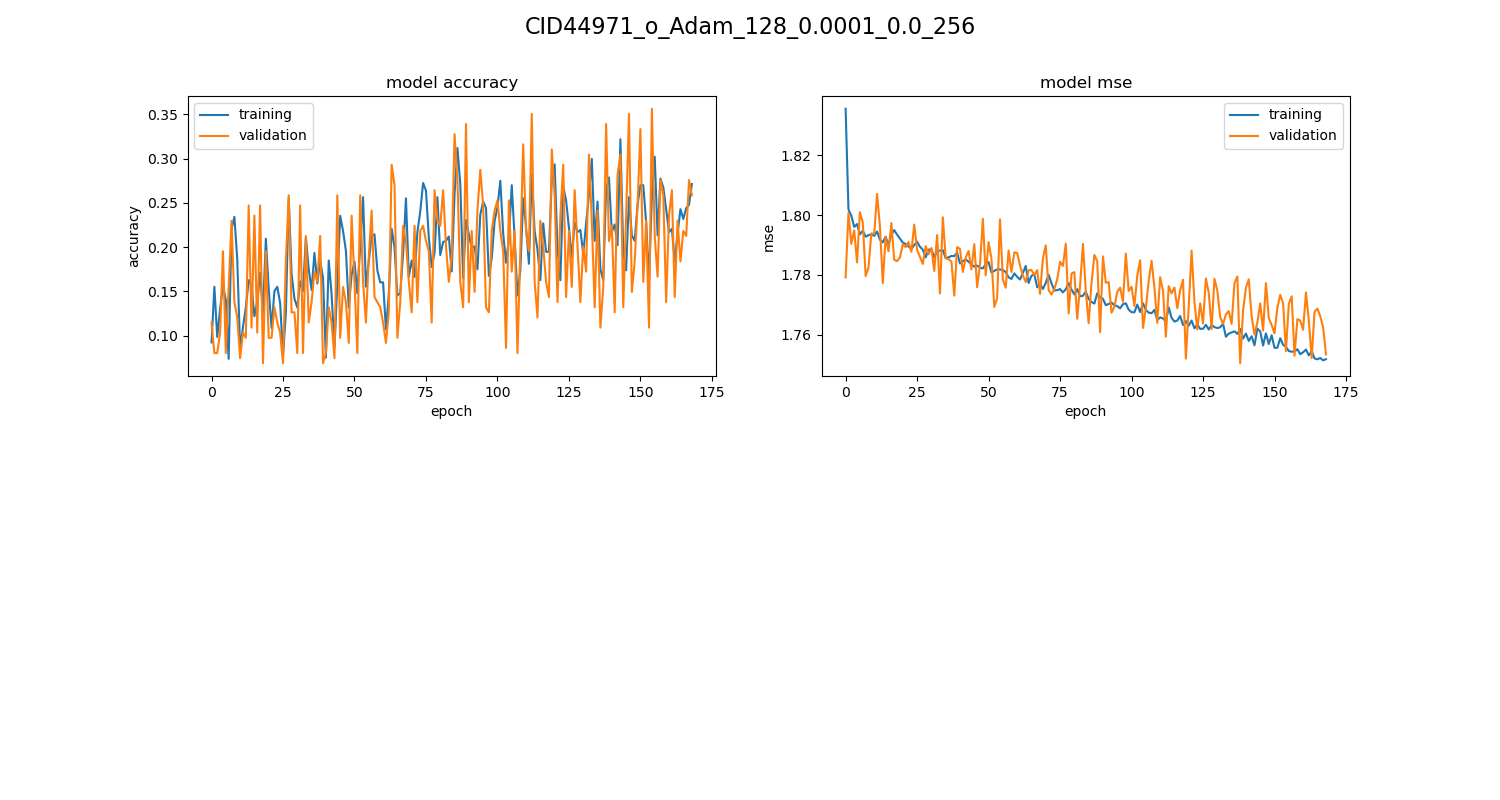 CID44971_o_Adam_128_0.0001_0.0_256
model accuracy
0.35
0.30
0.25
0.20
0.15
0.10
accuracy
training
validation
0
25
50
75
100
125
150
175
epoch
model mse
1.82
1.80
1.78
1.76
mse
training
validation
0
25
50
75
100
125
150
175
epoch